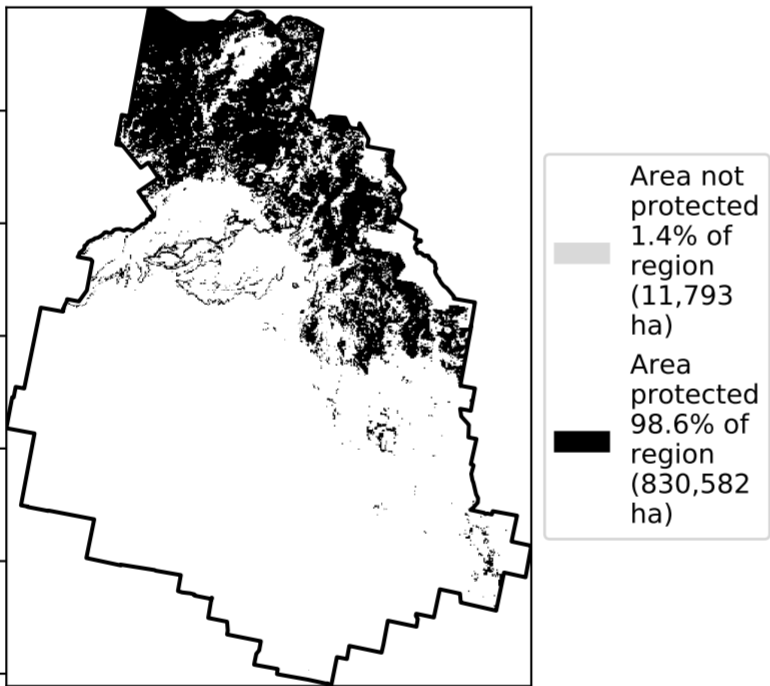 Area not
protected
1.4% of
region
(11,793
ha)
Area
protected
98.6% of
region
(830,582
ha)